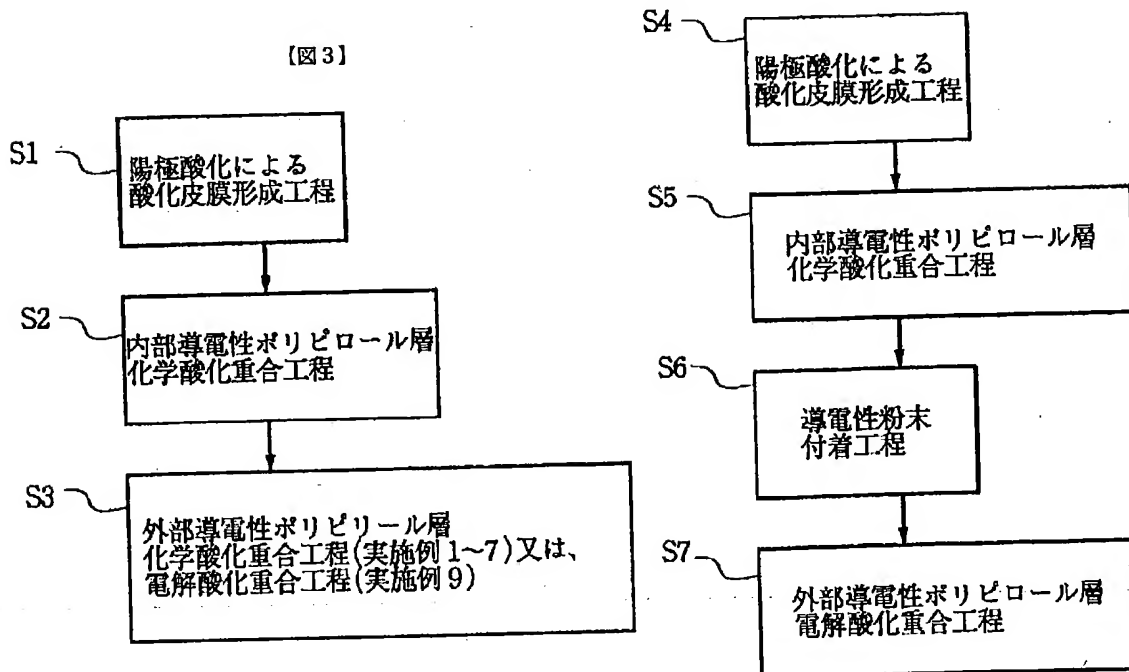 【図3】
S1
陽極酸化による
酸化皮膜形成工程
S2
内部導電性ポリピロール層
化学酸化重合工程
S3
外部導電性ポリピリール層
化学酸化重合工程(実施例1~7)又は、
電解酸化重合工程(実施例9)
S4
陽極酸化による
酸化皮膜形成工程
S5
内部導電性ポリピロール層
化学酸化重合工程
S6
導電性粉末
付着工程
S7
外部導電性ポリピロール層
電解酸化重合工程